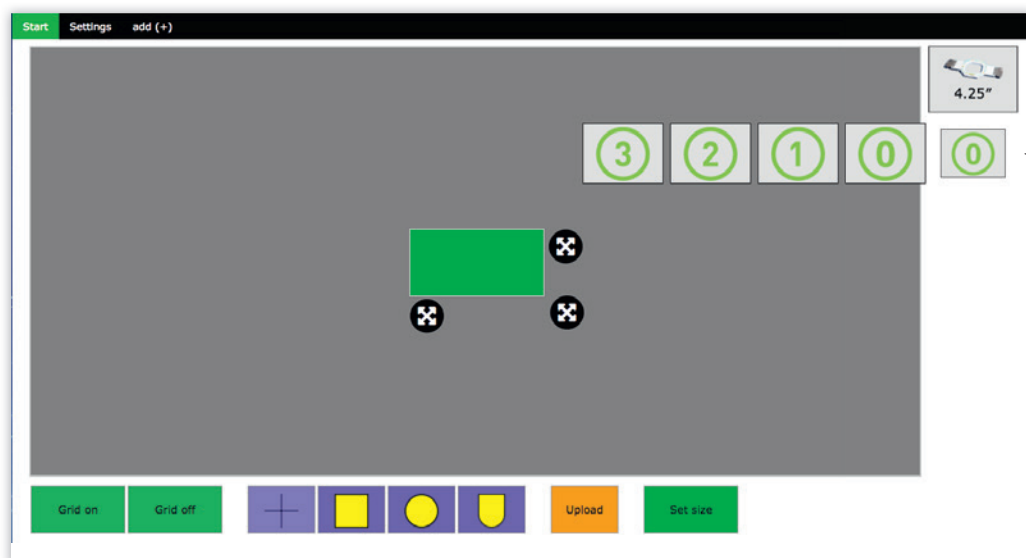 Start Settings add (+)
4.25″
3 2 1 0 0
Grid on Grid off Upload Set size